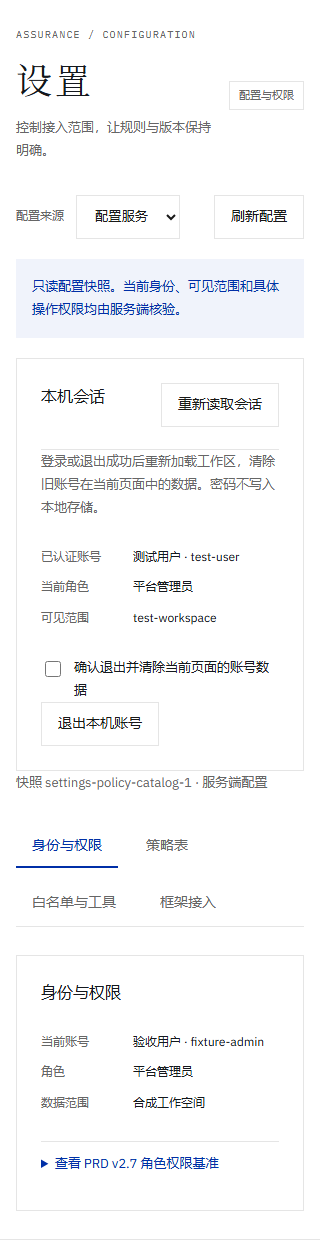 ASSURANCE / CONFIGURATION
设置
配置与权限
控制接入范围，让规则与版本保持
明确。
配置来源 配置服务 刷新配置
只读配置快照。当前身份、可见范围和具体
操作权限均由服务端核验。
本机会话 重新读取会话
登录或退出成功后重新加载工作区，清除
旧账号在当前页面中的数据。密码不写入
本地存储。
已认证账号 测试用户 · test-user
当前角色 平台管理员
可见范围 test-workspace
确认退出并清除当前页面的账号数
据
退出本机账号
快照 settings-policy-catalog-1 · 服务端配置
身份与权限 策略表
白名单与工具 框架接入
身份与权限
当前账号 验收用户 · fixture-admin
角色 平台管理员
数据范围 合成工作空间
查看 PRD v2.7 角色权限基准